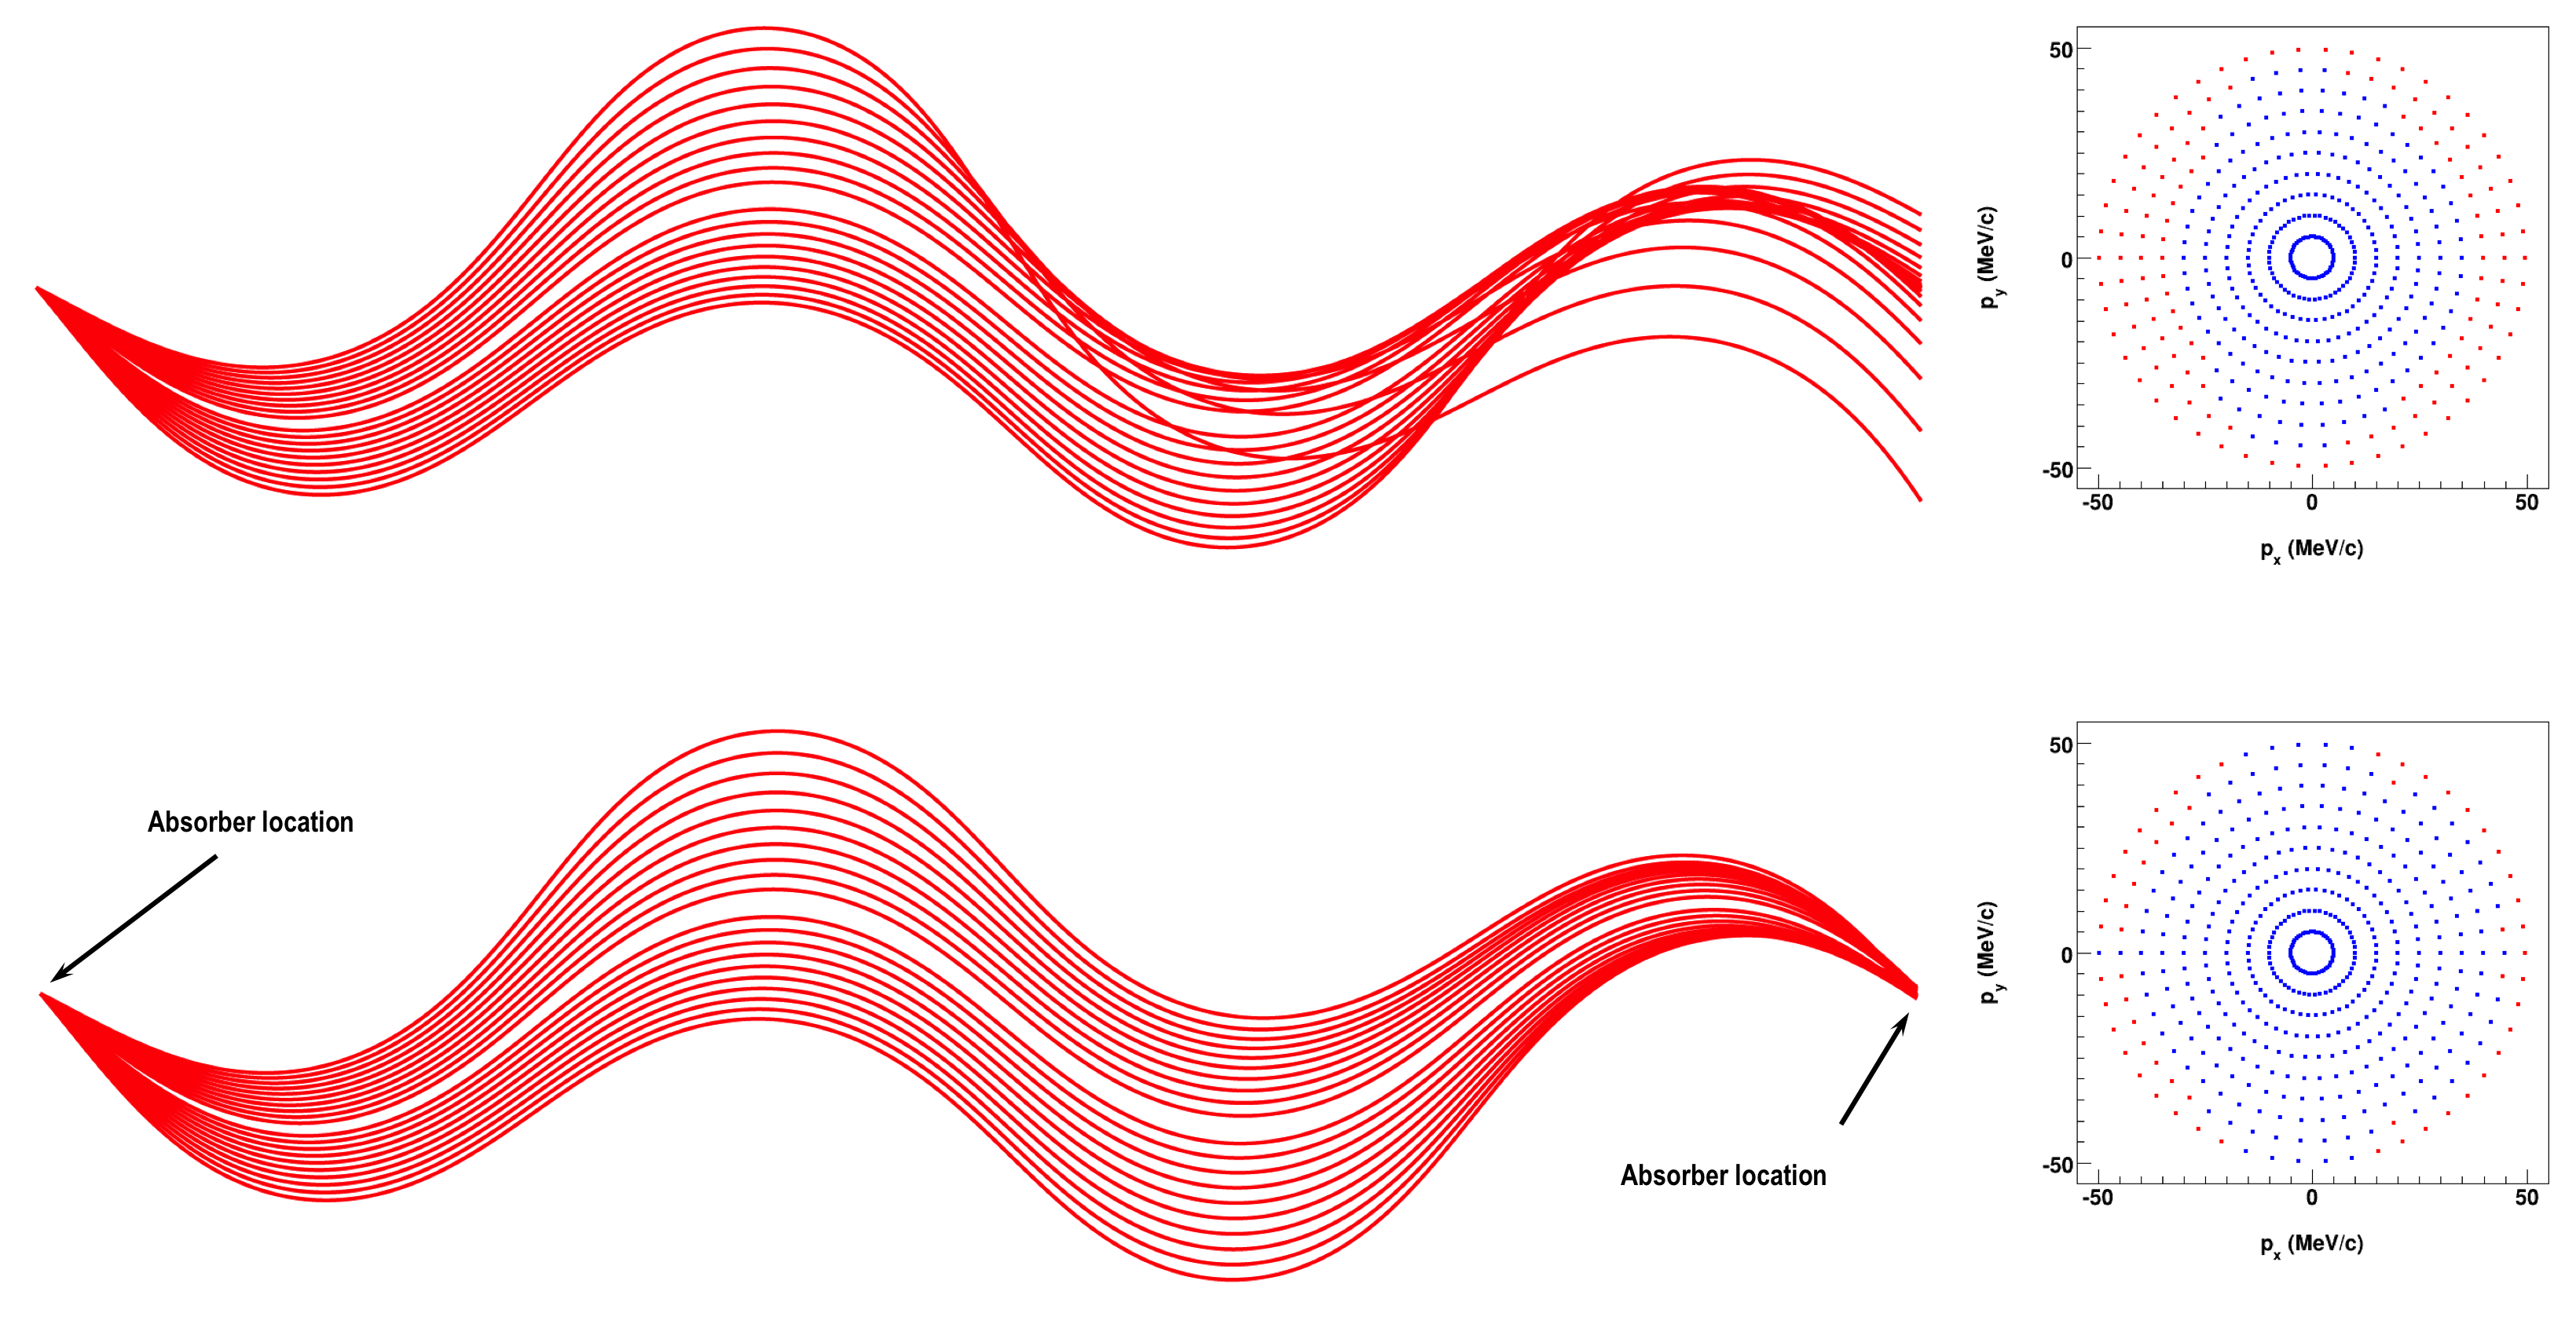 50
0
-50
p_y (MeV/c)
-50 0 50
p_x (MeV/c)
Absorber location
Absorber location
50
0
-50
p_y (MeV/c)
-50 0 50
p_x (MeV/c)